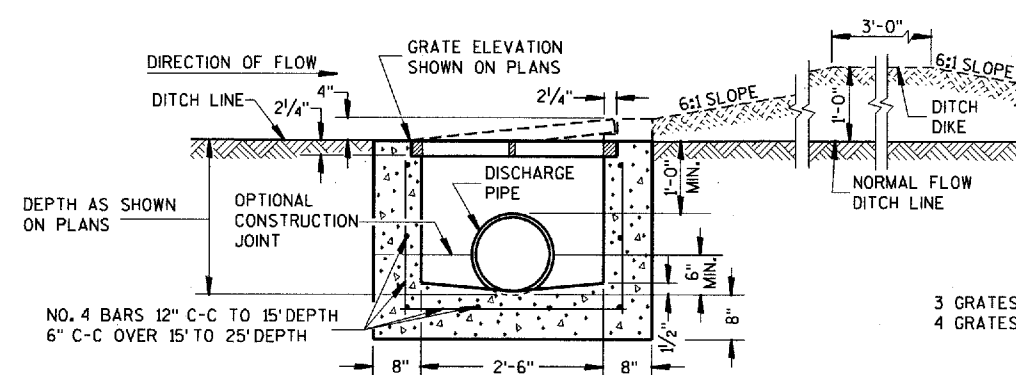 3'-0"
GRATE ELEVATION
SHOWN ON PLANS
DIRECTION OF FLOW
4"
2¼"
6:1 SLOPE
6:1 SLOPE
DITCH LINE
2¼"
1'-0"
DITCH
DIKE
DISCHARGE
PIPE
1'-0"
MIN.
NORMAL FLOW
DITCH LINE
DEPTH AS SHOWN
ON PLANS
OPTIONAL
CONSTRUCTION
JOINT
6"
MIN.
NO. 4 BARS 12" C-C TO 15' DEPTH
6" C-C OVER 15' TO 25' DEPTH
1½"
8"
3 GRATES
4 GRATES
8"
2'-6"
8"